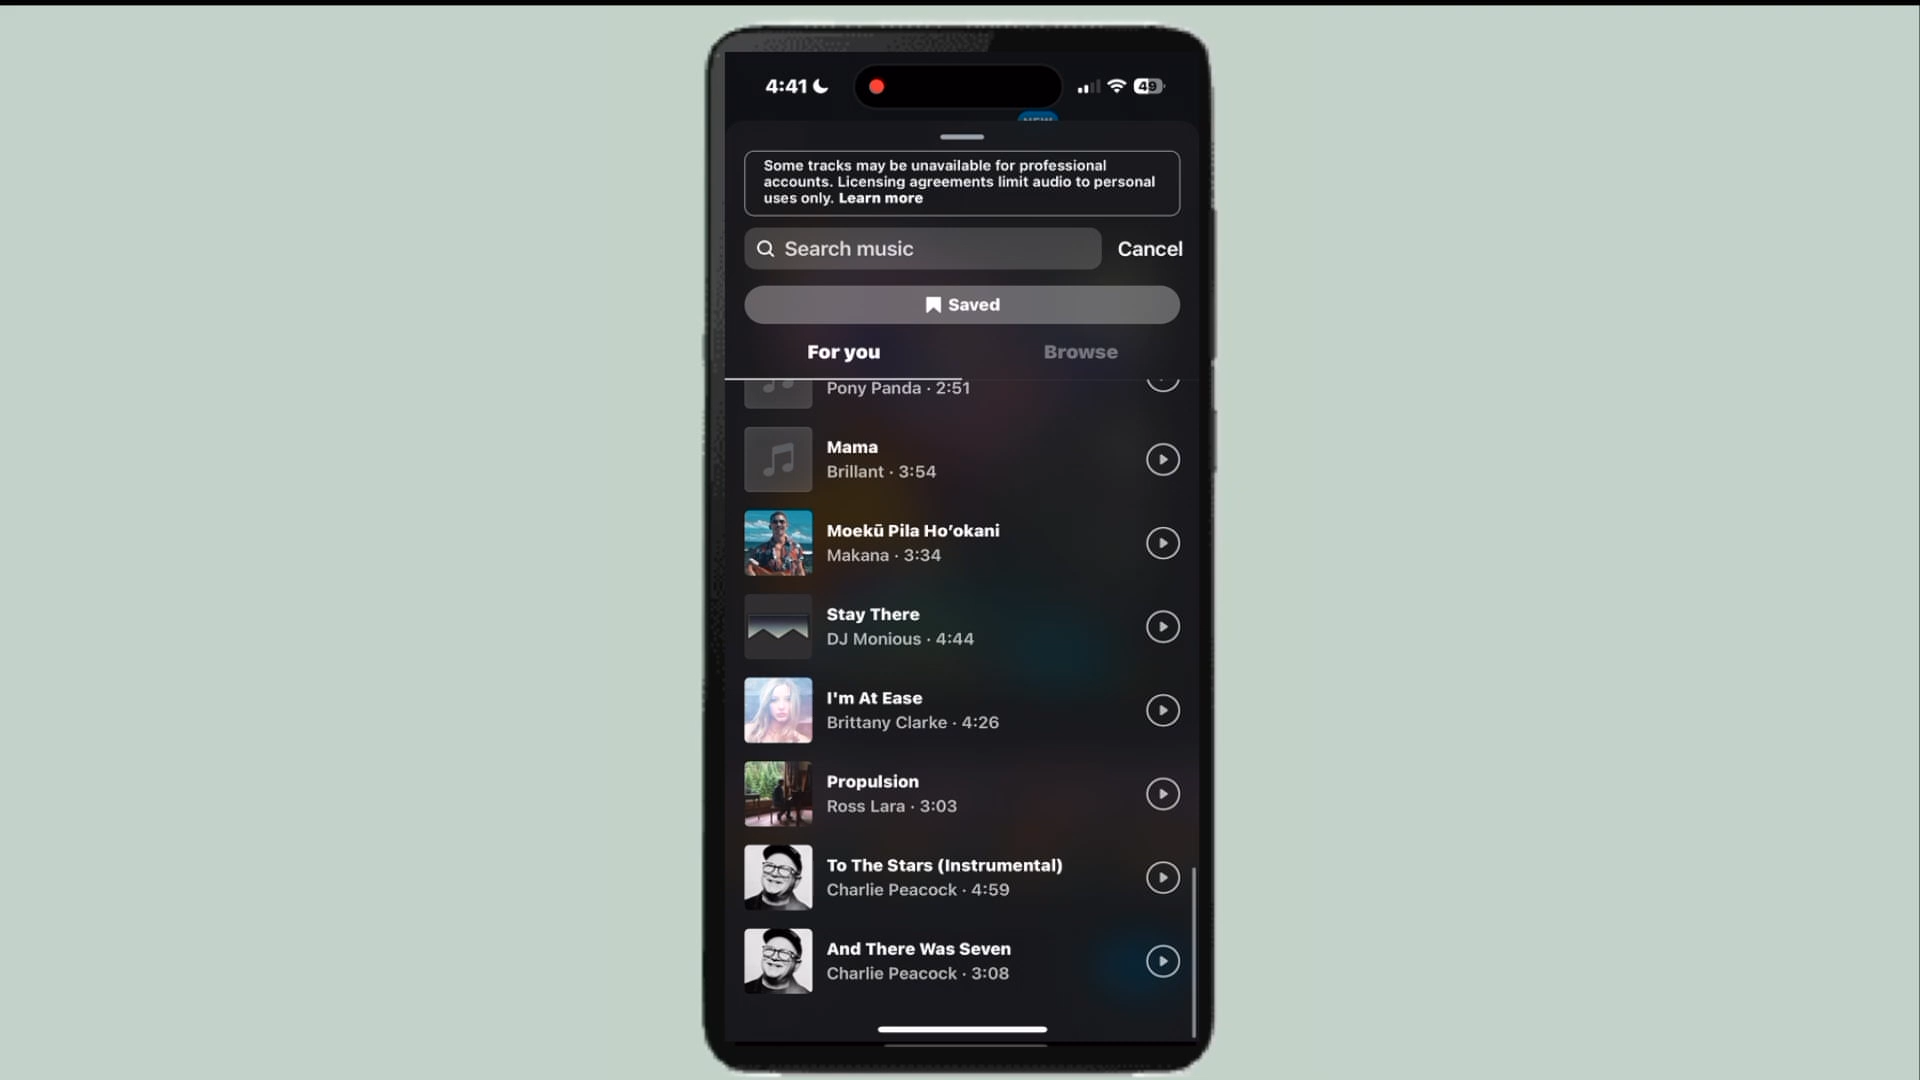 4:41
49
NEW
Some tracks may be unavailable for professional
accounts. Licensing agreements limit audio to personal
uses only. Learn more
Search music
Cancel
Saved
For you
Browse
Pony Panda · 2:51
Mama
Brillant · 3:54
Moekū Pila Ho‘okani
Makana · 3:34
Stay There
DJ Monious · 4:44
I'm At Ease
Brittany Clarke · 4:26
Propulsion
Ross Lara · 3:03
To The Stars (Instrumental)
Charlie Peacock · 4:59
And There Was Seven
Charlie Peacock · 3:08